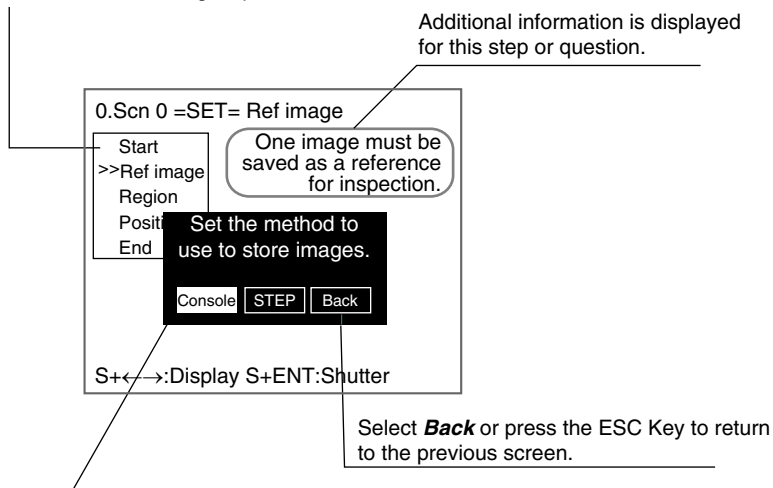 Additional information is displayed
for this step or question.
0.Scn 0 =SET= Ref image
Start
>>Ref image
Region
Positi
End
One image must be
saved as a reference
for inspection.
Set the method to
use to store images.
Console STEP Back
S+←→:Display S+ENT:Shutter
Select Back or press the ESC Key to return
to the previous screen.